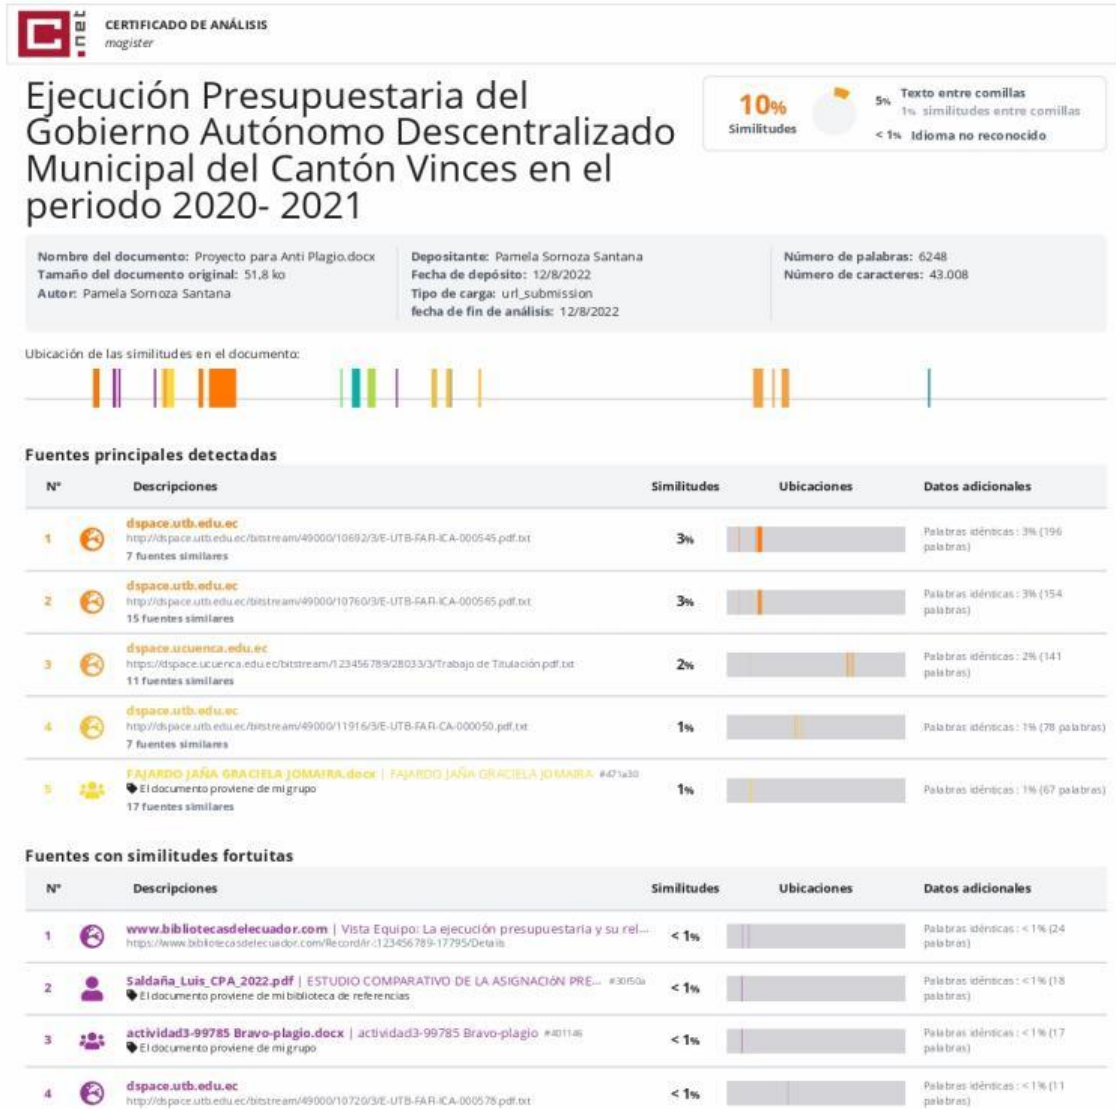 .net
CERTIFICADO DE ANÁLISIS
magister
Ejecución Presupuestaria del
Gobierno Autónomo Descentralizado
Municipal del Cantón Vinces en el
periodo 2020- 2021
10%
Similitudes
5% Texto entre comillas
1% similitudes entre comillas
< 1% Idioma no reconocido
Nombre del documento: Proyecto para Anti Plagio.docx
Tamaño del documento original: 51,8 ko
Autor: Pamela Sornoza Santana
Depositante: Pamela Sornoza Santana
Fecha de depósito: 12/8/2022
Tipo de carga: url_submission
fecha de fin de análisis: 12/8/2022
Número de palabras: 6248
Número de caracteres: 43.008
Ubicación de las similitudes en el documento:
Fuentes principales detectadas
N° Descripciones Similitudes Ubicaciones Datos adicionales
1 dspace.utb.edu.ec
http://dspace.utb.edu.ec/bitstream/49000/10692/3/E-UTB-FAFI-ICA-000545.pdf.txt
7 fuentes similares
3%
Palabras idénticas : 3% (196
palabras)
2 dspace.utb.edu.ec
http://dspace.utb.edu.ec/bitstream/49000/10760/3/E-UTB-FAFI-ICA-000565.pdf.txt
15 fuentes similares
3%
Palabras idénticas : 3% (154
palabras)
3 dspace.ucuenca.edu.ec
https://dspace.ucuenca.edu.ec/bitstream/123456789/28033/3/Trabajo de Titulación.pdf.txt
11 fuentes similares
2%
Palabras idénticas : 2% (141
palabras)
4 dspace.utb.edu.ec
http://dspace.utb.edu.ec/bitstream/49000/11916/3/E-UTB-FAFI-CA-000050.pdf.txt
7 fuentes similares
1%
Palabras idénticas : 1% (78 palabras)
5 FAJARDO JAÑA GRACIELA JOMAIRA.docx | FAJARDO JAÑA GRACIELA JOMAIRA #471a30
El documento proviene de mi grupo
17 fuentes similares
1%
Palabras idénticas : 1% (67 palabras)
Fuentes con similitudes fortuitas
N° Descripciones Similitudes Ubicaciones Datos adicionales
1 www.bibliotecasdelecuador.com | Vista Equipo: La ejecución presupuestaria y su rel...
https://www.bibliotecasdelecuador.com/Record/ir-:123456789-17795/Details
< 1%
Palabras idénticas : < 1% (24
palabras)
2 Saldaña_Luis_CPA_2022.pdf | ESTUDIO COMPARATIVO DE LA ASIGNACIÓN PRE... #30f50a
El documento proviene de mi biblioteca de referencias
< 1%
Palabras idénticas : < 1% (18
palabras)
3 actividad3-99785 Bravo-plagio.docx | actividad3-99785 Bravo-plagio #401146
El documento proviene de mi grupo
< 1%
Palabras idénticas : < 1% (17
palabras)
4 dspace.utb.edu.ec
http://dspace.utb.edu.ec/bitstream/49000/10720/3/E-UTB-FAFI-ICA-000578.pdf.txt
< 1%
Palabras idénticas : < 1% (11
palabras)